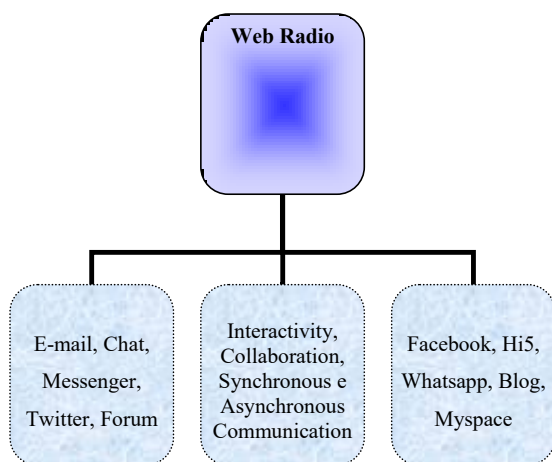 Web Radio
E-mail, Chat,
Messenger,
Twitter, Forum
Interactivity,
Collaboration,
Synchronous e
Asynchronous
Communication
Facebook, Hi5,
Whatsapp, Blog,
Myspace